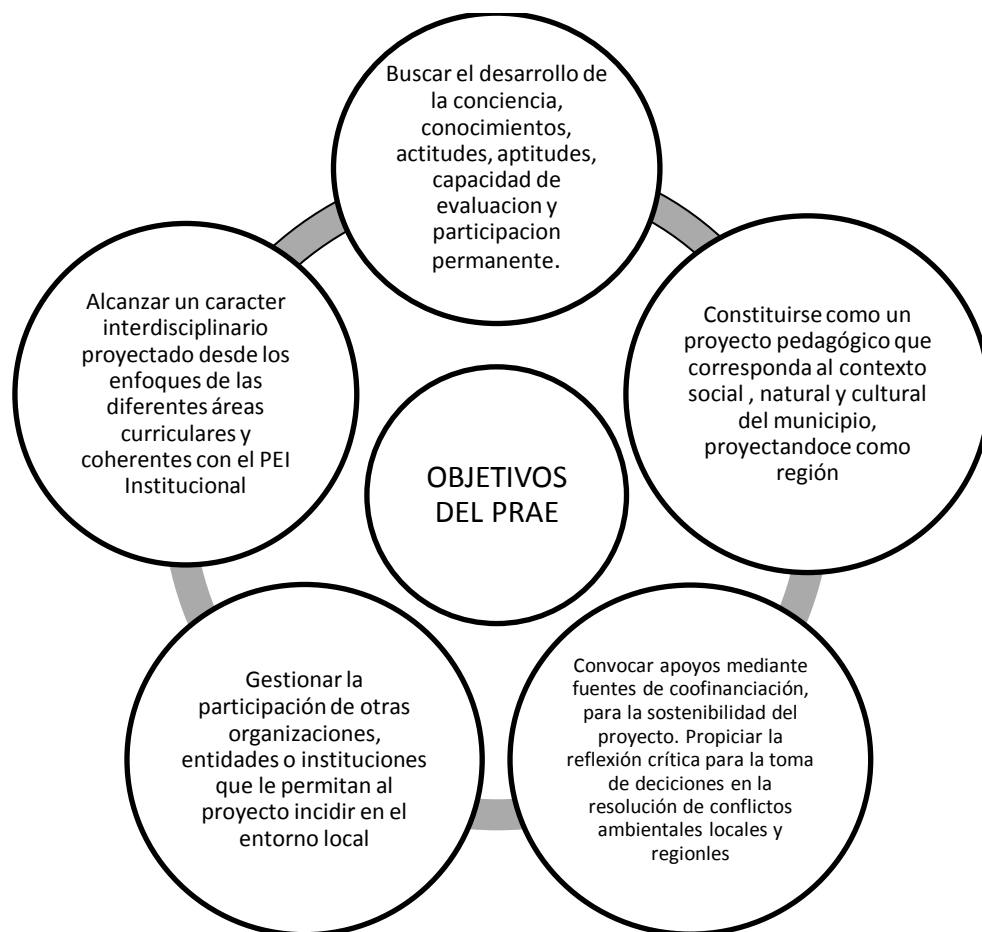 Buscar el desarrollo de
la conciencia,
conocimientos,
actitudes, aptitudes,
capacidad de
evaluacion y
participacion
permanente.
Constituirse como un
proyecto pedagógico que
corresponda al contexto
social , natural y cultural
del municipio,
proyectandoce como
región
Convocar apoyos mediante
fuentes de coofinanciación,
para la sostenibilidad del
proyecto. Propiciar la
reflexión crítica para la toma
de deciciones en la
resolución de conflictos
ambientales locales y
regionles
Gestionar la
participación de otras
organizaciones,
entidades o instituciones
que le permitan al
proyecto incidir en el
entorno local
Alcanzar un caracter
interdisciplinario
proyectado desde los
enfoques de las
diferentes áreas
curriculares y
coherentes con el PEI
Institucional
OBJETIVOS
DEL PRAE